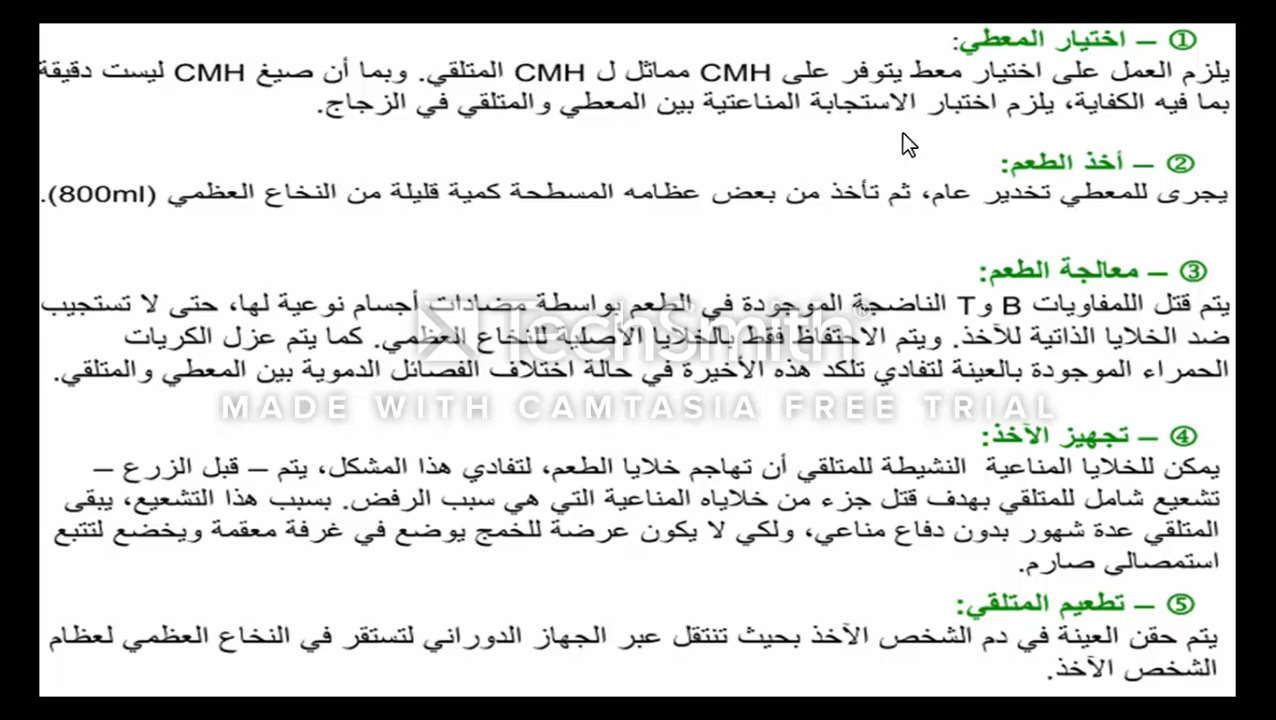 ① – اختيار المعطي:
يلزم العمل على اختيار معط يتوفر على CMH مماثل ل CMH المتلقي. وبما أن صيغ CMH ليست دقيقة
بما فيه الكفاية، يلزم اختبار الاستجابة المناعتية بين المعطي والمتلقي في الزجاج.
② – أخذ الطعم:
يجرى للمعطي تخدير عام، ثم تأخذ من بعض عظامه المسطحة كمية قليلة من النخاع العظمي (800ml).
③ – معالجة الطعم:
يتم قتل اللمفاويات B وT الناضجة الموجودة في الطعم بواسطة مضادات أجسام نوعية لها، حتى لا تستجيب
ضد الخلايا الذاتية للآخذ. ويتم الاحتفاظ فقط بالخلايا الأصلية للنخاع العظمي. كما يتم عزل الكريات
الحمراء الموجودة بالعينة لتفادي تلكد هذه الأخيرة في حالة اختلاف الفصائل الدموية بين المعطي والمتلقي.
TechSmith®
MADE WITH CAMTASIA FREE TRIAL
④ – تجهيز الآخذ:
يمكن للخلايا المناعية النشيطة للمتلقي أن تهاجم خلايا الطعم، لتفادي هذا المشكل، يتم – قبل الزرع –
تشعيع شامل للمتلقي بهدف قتل جزء من خلاياه المناعية التي هي سبب الرفض. بسبب هذا التشعيع، يبقى
المتلقي عدة شهور بدون دفاع مناعي، ولكي لا يكون عرضة للخمج يوضع في غرفة معقمة ويخضع لتتبع
استمصالى صارم.
⑤ – تطعيم المتلقي:
يتم حقن العينة في دم الشخص الآخذ بحيث تنتقل عبر الجهاز الدوراني لتستقر في النخاع العظمي لعظام
الشخص الآخذ.